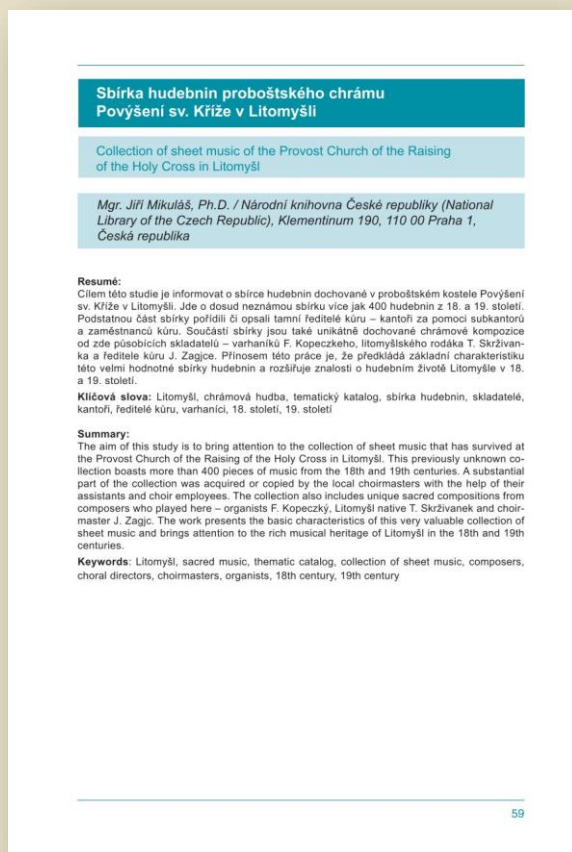 Sbírka hudebnin proboštského chrámu
Povýšení sv. Kříže v Litomyšli
Collection of sheet music of the Provost Church of the Raising
of the Holy Cross in Litomyšl
Mgr. Jiří Mikuláš, Ph.D. / Národní knihovna České republiky (National
Library of the Czech Republic), Klementinum 190, 110 00 Praha 1,
Česká republika
Resumé:
Cílem této studie je informovat o sbírce hudebnin dochované v proboštském kostele Povýšení
sv. Kříže v Litomyšli. Jde o dosud neznámou sbírku více jak 400 hudebnin z 18. a 19. století.
Podstatnou část sbírky pořídili či opsali tamní ředitelé kůru – kantoři za pomoci subkantorů
a zaměstnanců kůru. Součástí sbírky jsou také unikátně dochované chrámové kompozice
od zde působících skladatelů – varhaníků F. Kopeczkého, litomyšlského rodáka T. Skrživan-
ka a ředitele kůru J. Zagjce. Přínosem této práce je, že předkládá základní charakteristiku
této velmi hodnotné sbírky hudebnin a rozšiřuje znalosti o hudebním životě Litomyšle v 18.
a 19. století.
Klíčová slova: Litomyšl, chrámová hudba, tematický katalog, sbírka hudebnin, skladatelé,
kantoři, ředitelé kůru, varhaníci, 18. století, 19. století
Summary:
The aim of this study is to bring attention to the collection of sheet music that has survived at
the Provost Church of the Raising of the Holy Cross in Litomyšl. This previously unknown co-
llection boasts more than 400 pieces of music from the 18th and 19th centuries. A substantial
part of the collection was acquired or copied by the local choirmasters with the help of their
assistants and choir employees. The collection also includes unique sacred compositions from
composers who played here – organists F. Kopeczký, Litomyšl native T. Skrživanek and choir-
master J. Zagjc. The work presents the basic characteristics of this very valuable collection of
sheet music and brings attention to the rich musical heritage of Litomyšl in the 18th and 19th
centuries.
Keywords: Litomyšl, sacred music, thematic catalog, collection of sheet music, composers,
choral directors, choirmasters, organists, 18th century, 19th century
59